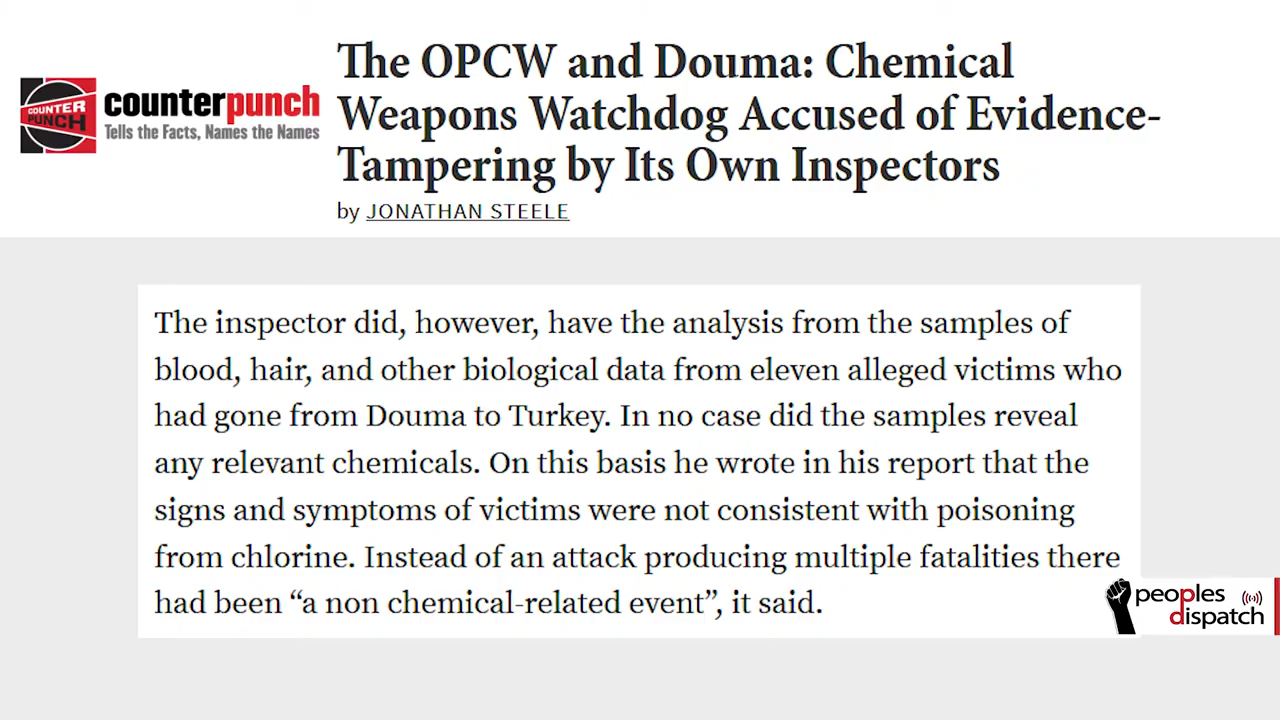 The OPCW and Douma: Chemical
Weapons Watchdog Accused of Evidence-
Tampering by Its Own Inspectors
by JONATHAN STEELE
COUNTER
PUNCH
counterpunch
Tells the Facts, Names the Names
The inspector did, however, have the analysis from the samples of
blood, hair, and other biological data from eleven alleged victims who
had gone from Douma to Turkey. In no case did the samples reveal
any relevant chemicals. On this basis he wrote in his report that the
signs and symptoms of victims were not consistent with poisoning
from chlorine. Instead of an attack producing multiple fatalities there
had been “a non chemical-related event”, it said.
peoples
dispatch